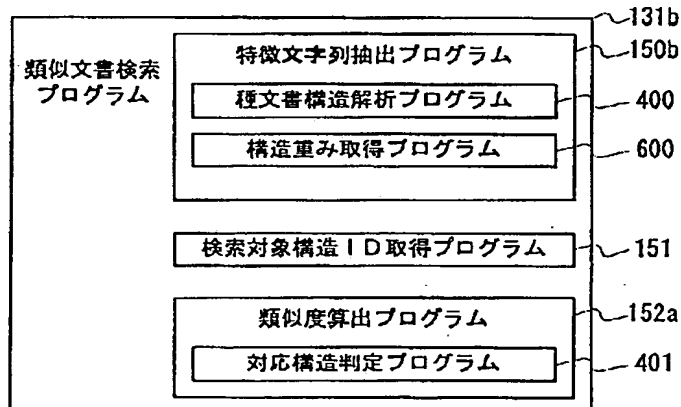 131b
類似文書検索
プログラム
特徴文字列抽出プログラム
150b
種文書構造解析プログラム
400
構造重み取得プログラム
600
検索対象構造ID取得プログラム
151
類似度算出プログラム
152a
対応構造判定プログラム
401